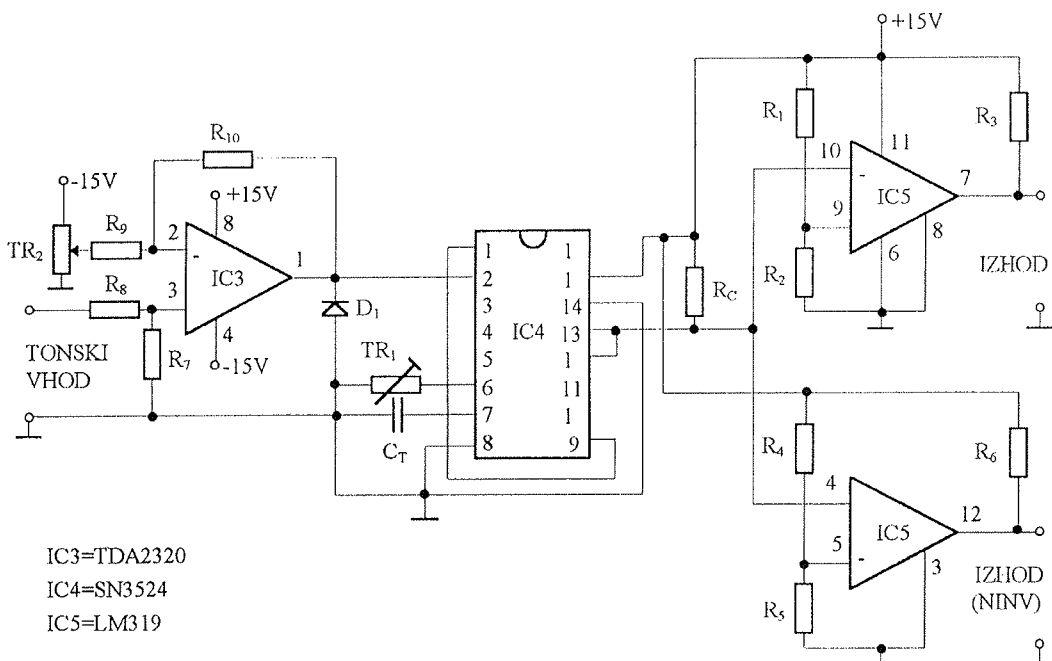 +15V
R10
R1
R3
11
10
-
7
-15V
+15V
IC5
R9
2
8
9
8
TR2
-
1
1
1
R2
6
IZHOD
IC3
2
1
R8
3
D1
3
14
RC
4
IC4
13
TONSKI
VHOD
R7
4
-15V
TR1
5
1
6
11
7
1
CT
8
9
R4
R6
4
IC5
12
5
-
3
IZHOD
(NINV)
R5
IC3=TDA2320
IC4=SN3524
IC5=LM319